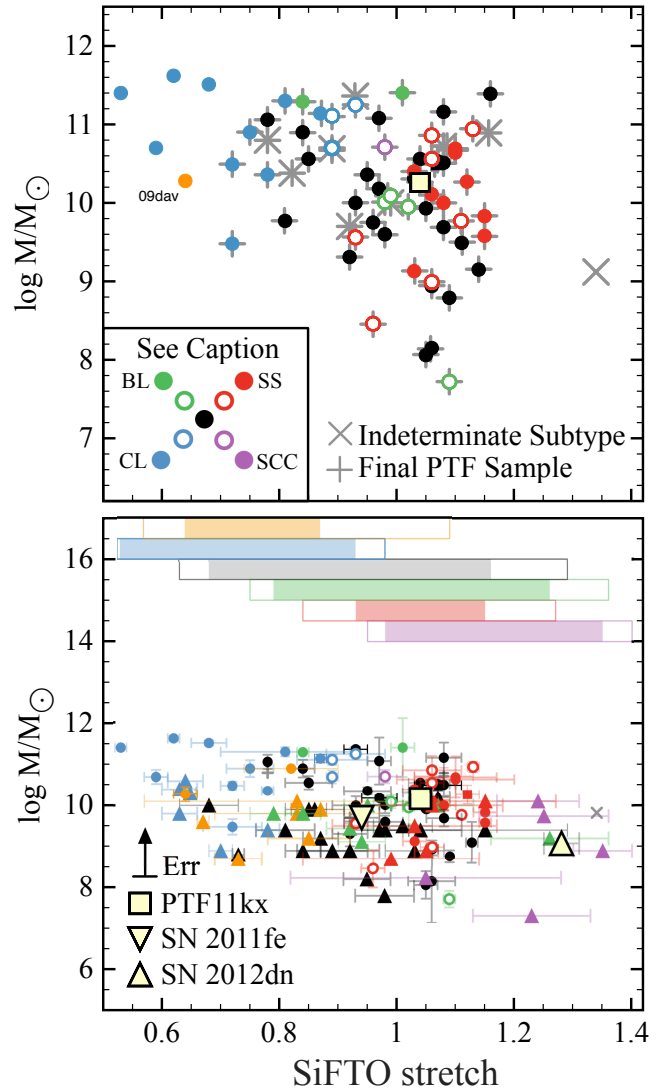 12
11
10
9
8
7
log M/M☉
09dav
See Caption
BL
SS
CL
SCC
Indeterminate Subtype
Final PTF Sample
16
14
12
10
8
6
log M/M☉
Err
PTF11kx
SN 2011fe
SN 2012dn
0.6 0.8 1 1.2 1.4
SiFTO stretch